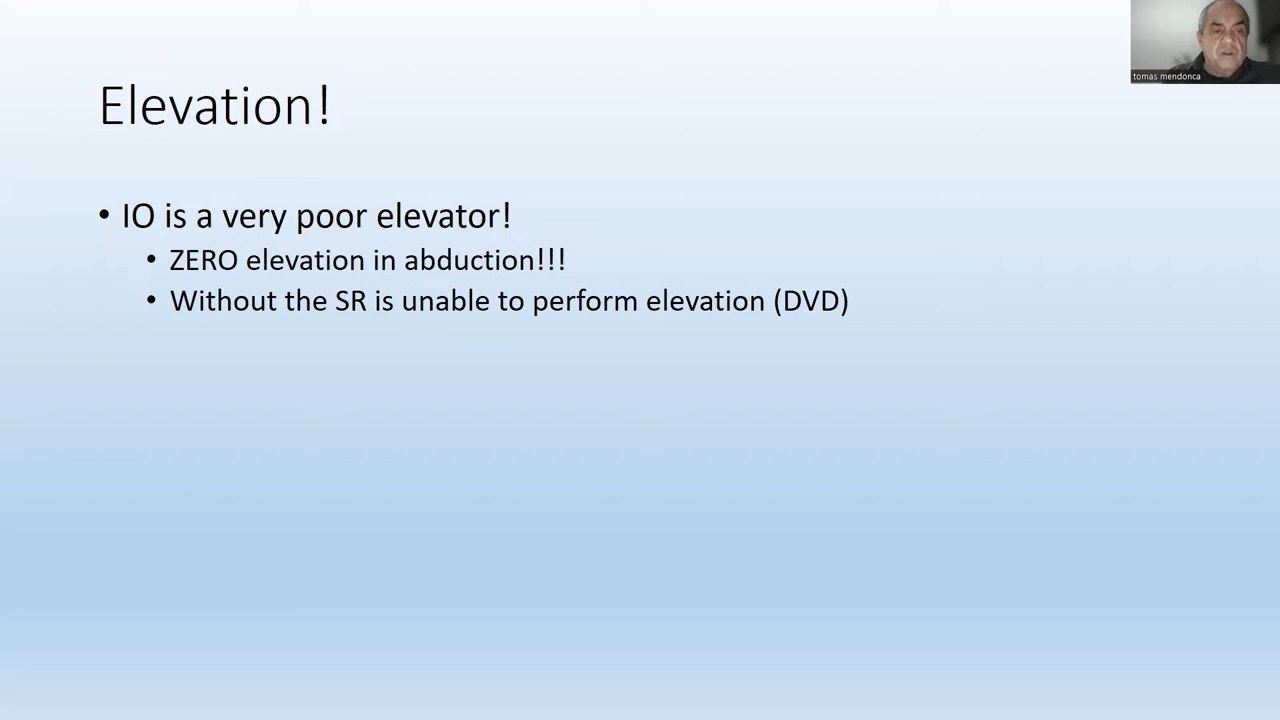 tomas mendonca
Elevation!
• IO is a very poor elevator!
• ZERO elevation in abduction!!!
• Without the SR is unable to perform elevation (DVD)